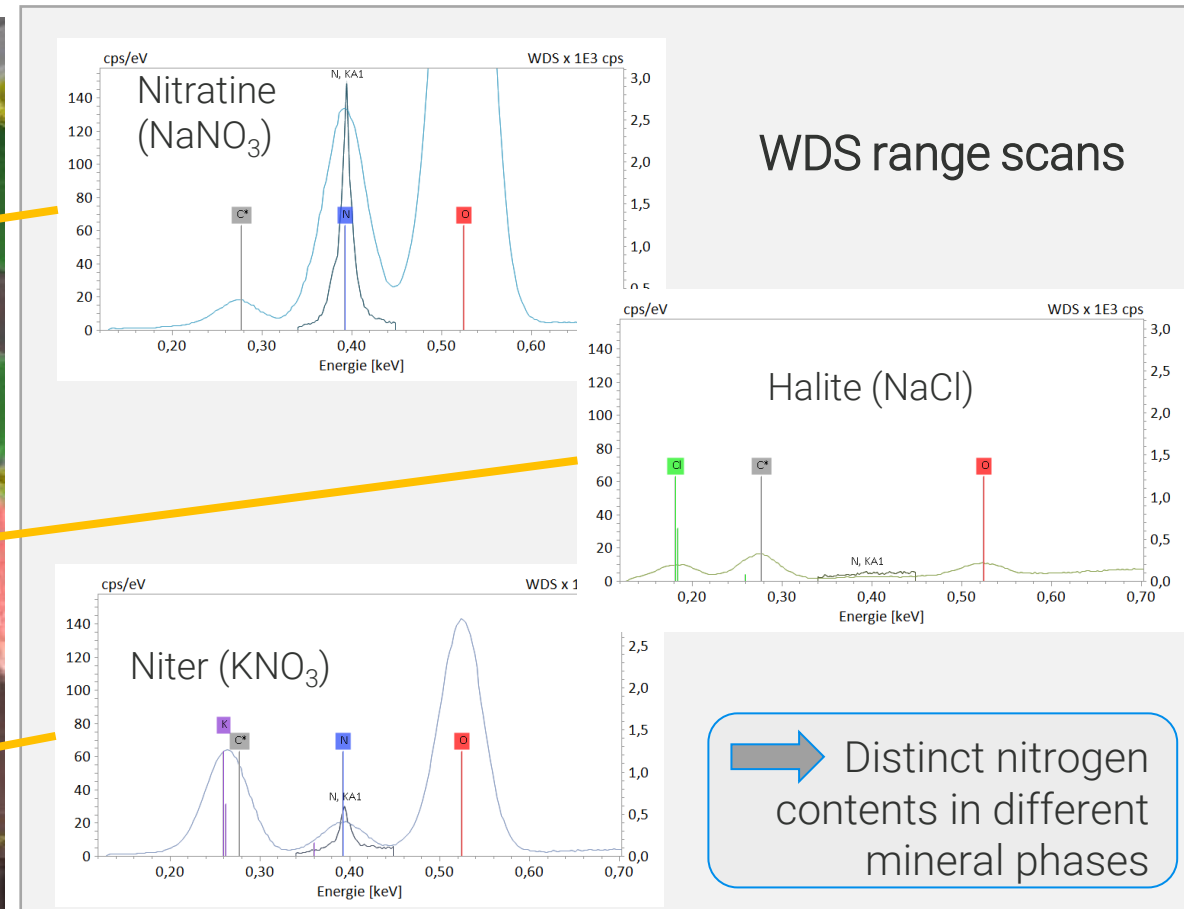 WDS range scans
cps/eV WDS x 1E3 cps
Nitratine
(NaNO₃)
N, KA1
C* N O
140
120
100
80
60
40
20
0
3,0
2,5
2,0
1,5
1,0
0,20 0,30 0,40 0,50 0,60
Energie [keV]
cps/eV WDS x 1E3 cps
Halite (NaCl)
Cl C* O
N, KA1
140
120
100
80
60
40
20
0
3,0
2,5
2,0
1,5
1,0
0,5
0,0
0,20 0,30 0,40 0,50 0,60 0,70
Energie [keV]
cps/eV WDS x 1
Niter (KNO₃)
K
C* N O
N, KA1
140
120
100
80
60
40
20
0
2,5
2,0
1,5
1,0
0,5
0,0
0,20 0,30 0,40 0,50 0,60 0,70
Energie [keV]
Distinct nitrogen
contents in different
mineral phases